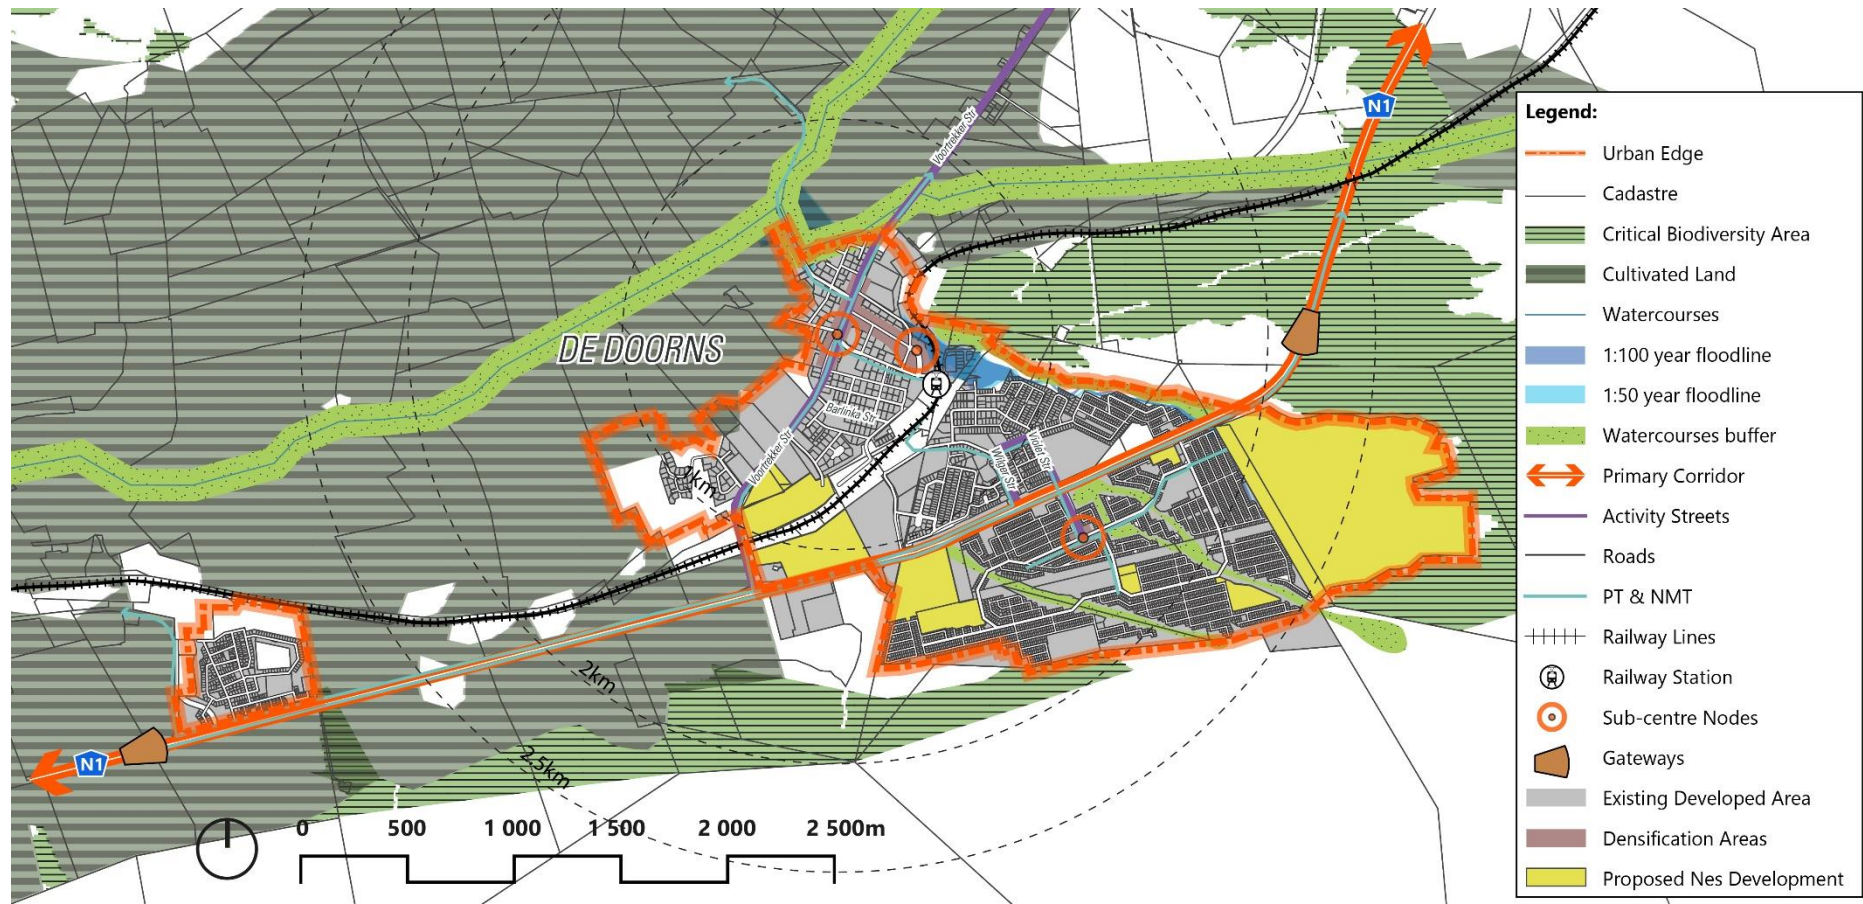 N1
Voortrekker Str
DE DOORNS
Barlinka Str
Voortrekker Str
Wilger Str
Violet Str
1km
2km
2.5km
N1
0 500 1 000 1 500 2 000 2 500m
Legend:
Urban Edge
Cadastre
Critical Biodiversity Area
Cultivated Land
Watercourses
1:100 year floodline
1:50 year floodline
Watercourses buffer
Primary Corridor
Activity Streets
Roads
PT & NMT
Railway Lines
Railway Station
Sub-centre Nodes
Gateways
Existing Developed Area
Densification Areas
Proposed Nes Development